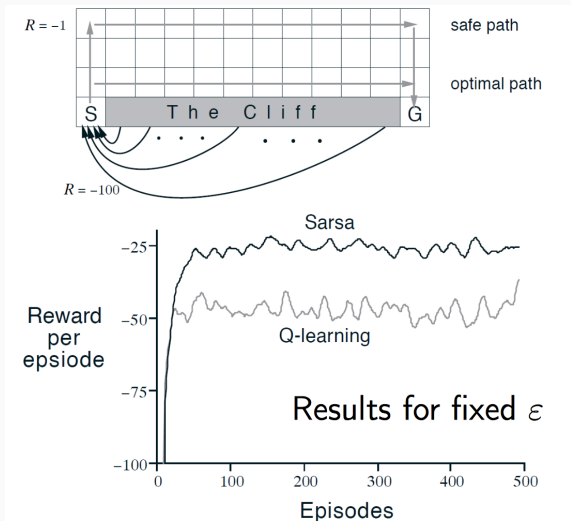 R = −1
safe path
optimal path
S
The Cliff
G
. . .
. . .
R = −100
Sarsa
−25
Reward
per
epsiode
−50
Q-learning
−75
Results for fixed ε
−100
0
100
200
300
400
500
Episodes